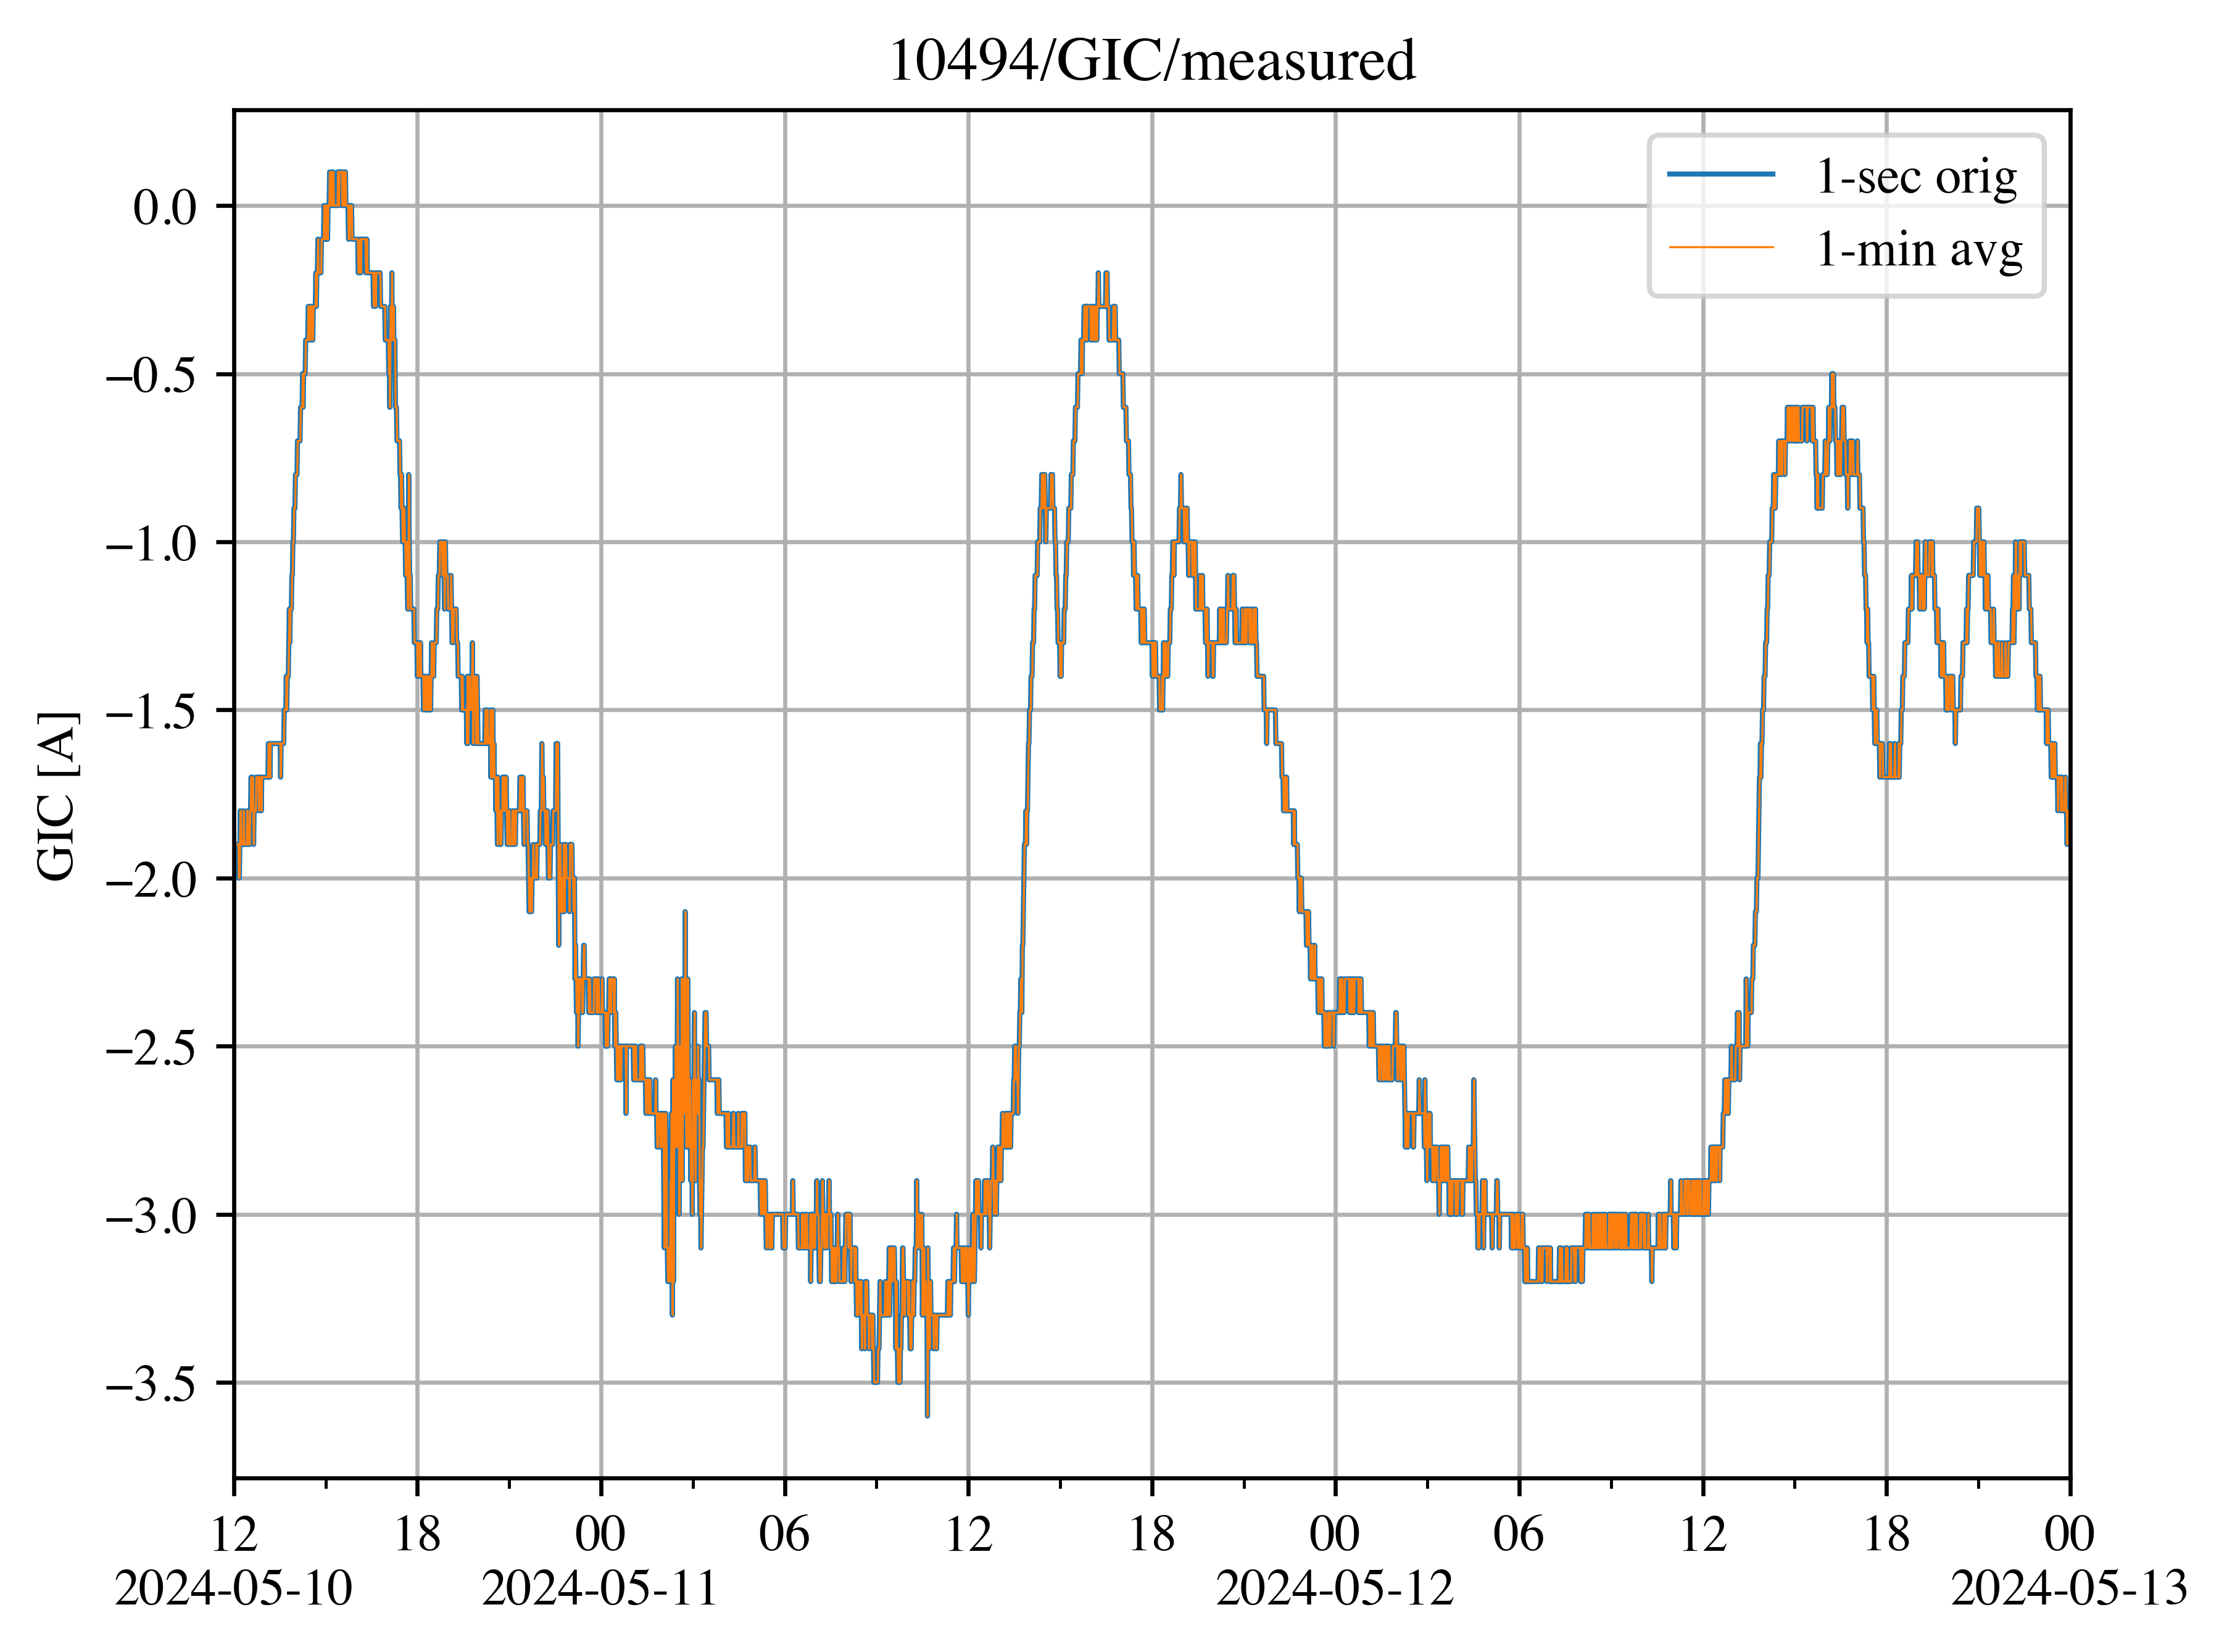 10494/GIC/measured
1-sec orig
1-min avg
GIC [A]
0.0
−0.5
−1.0
−1.5
−2.0
−2.5
−3.0
−3.5
12 18 00 06 12 18 00 06 12 18 00
2024-05-10 2024-05-11 2024-05-12 2024-05-13